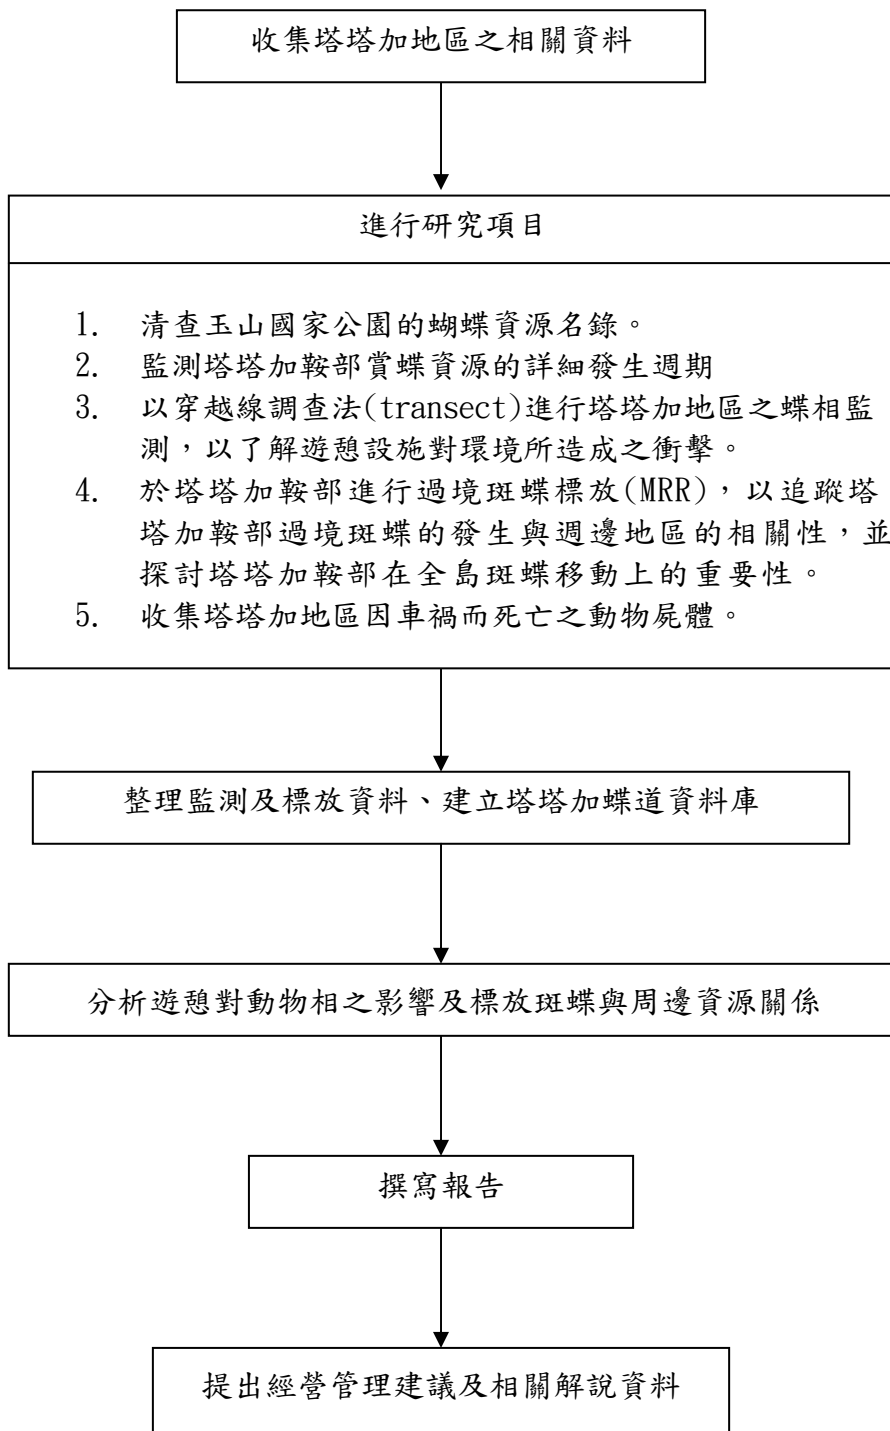 收集塔塔加地區之相關資料
進行研究項目
1. 清查玉山國家公園的蝴蝶資源名錄。
2. 監測塔塔加鞍部賞蝶資源的詳細發生週期
3. 以穿越線調查法(transect)進行塔塔加地區之蝶相監
測，以了解遊憩設施對環境所造成之衝擊。
4. 於塔塔加鞍部進行過境斑蝶標放(MRR)，以追蹤塔
塔加鞍部過境斑蝶的發生與週邊地區的相關性，並
探討塔塔加鞍部在全島斑蝶移動上的重要性。
5. 收集塔塔加地區因車禍而死亡之動物屍體。
整理監測及標放資料、建立塔塔加蝶道資料庫
分析遊憩對動物相之影響及標放斑蝶與周邊資源關係
撰寫報告
提出經營管理建議及相關解說資料